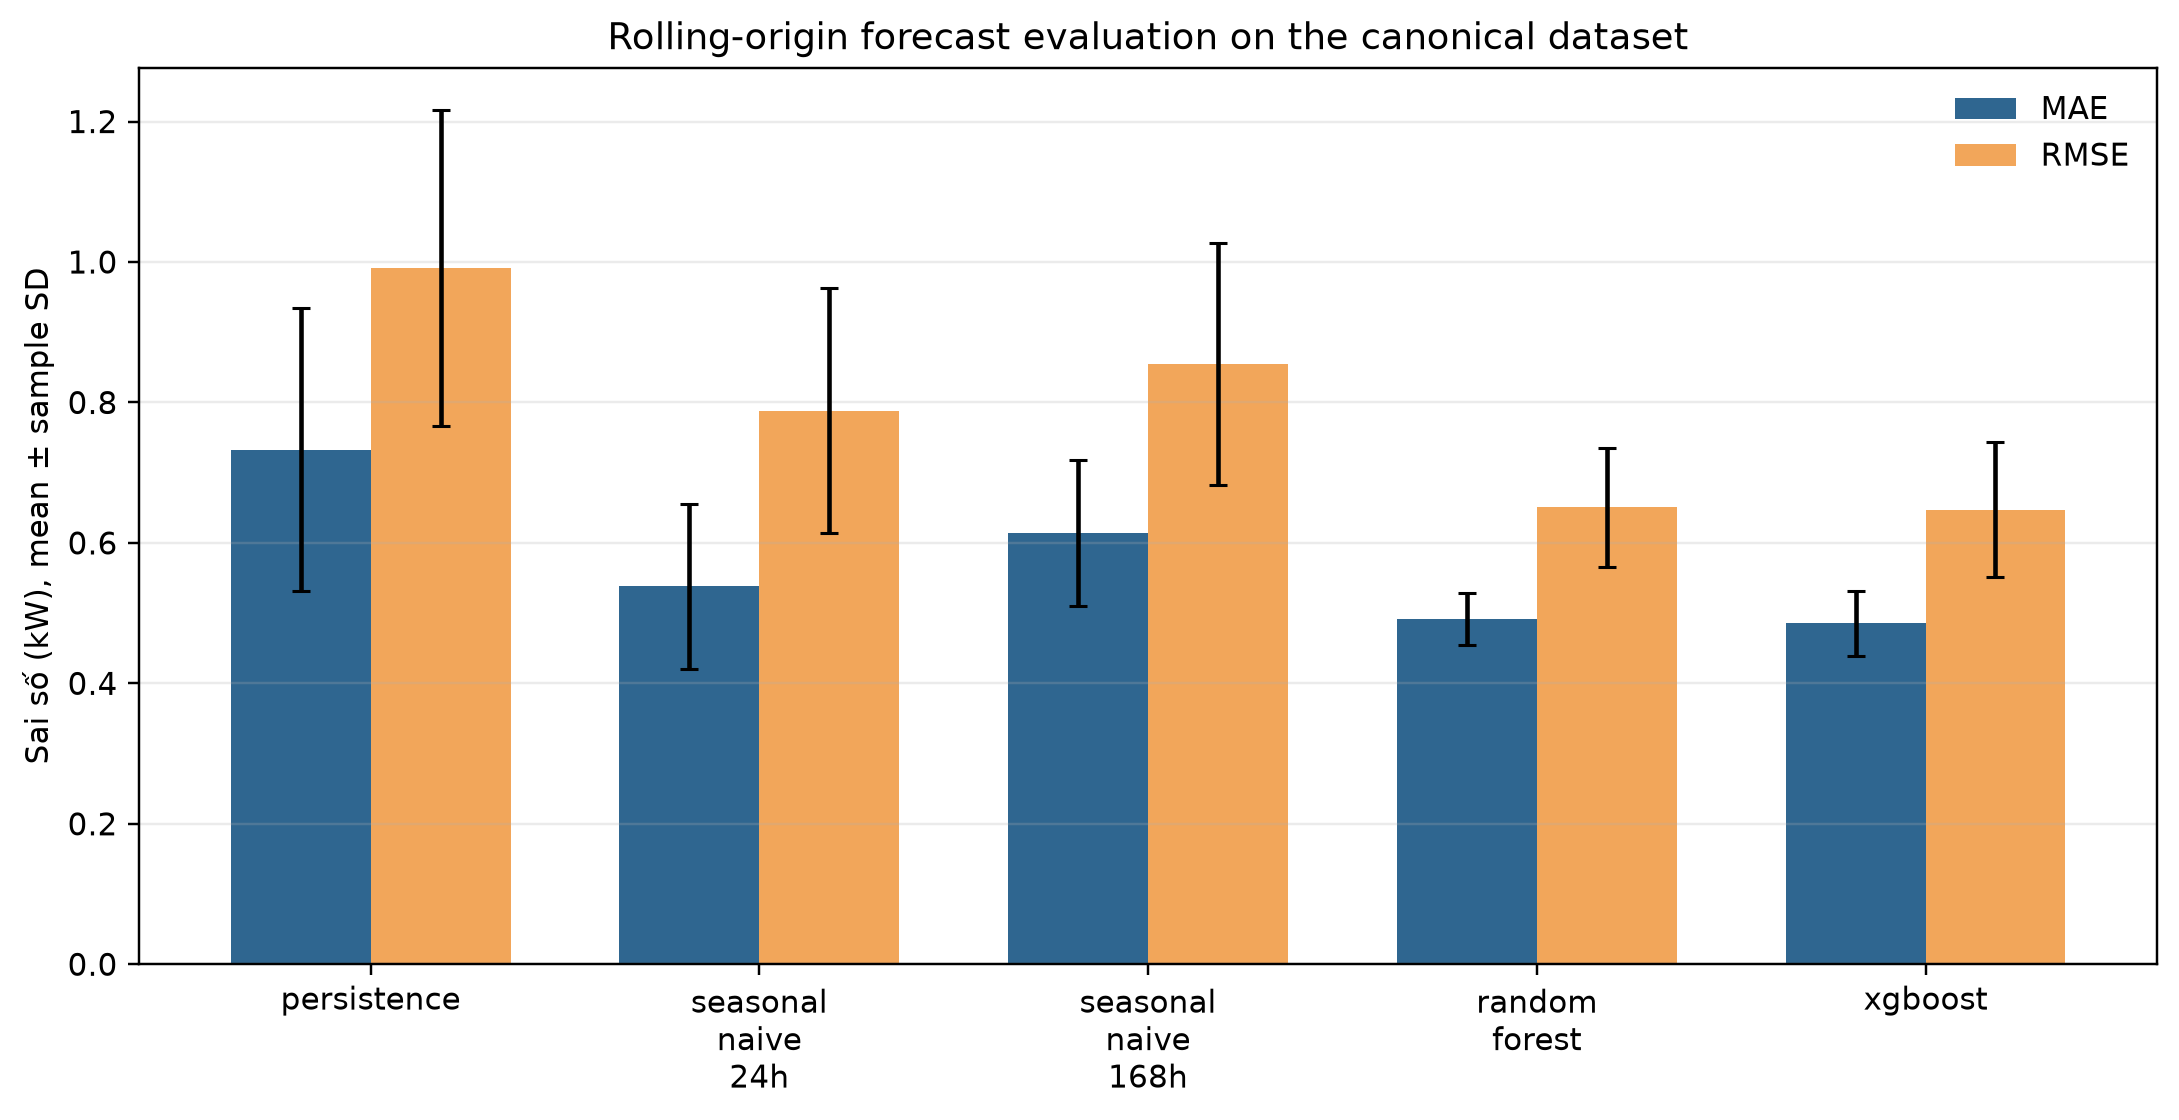 Rolling-origin forecast evaluation on the canonical dataset
MAE
RMSE
Sai số (kW), mean ± sample SD
1.2
1.0
0.8
0.6
0.4
0.2
0.0
persistence
seasonal
naive
24h
seasonal
naive
168h
random
forest
xgboost